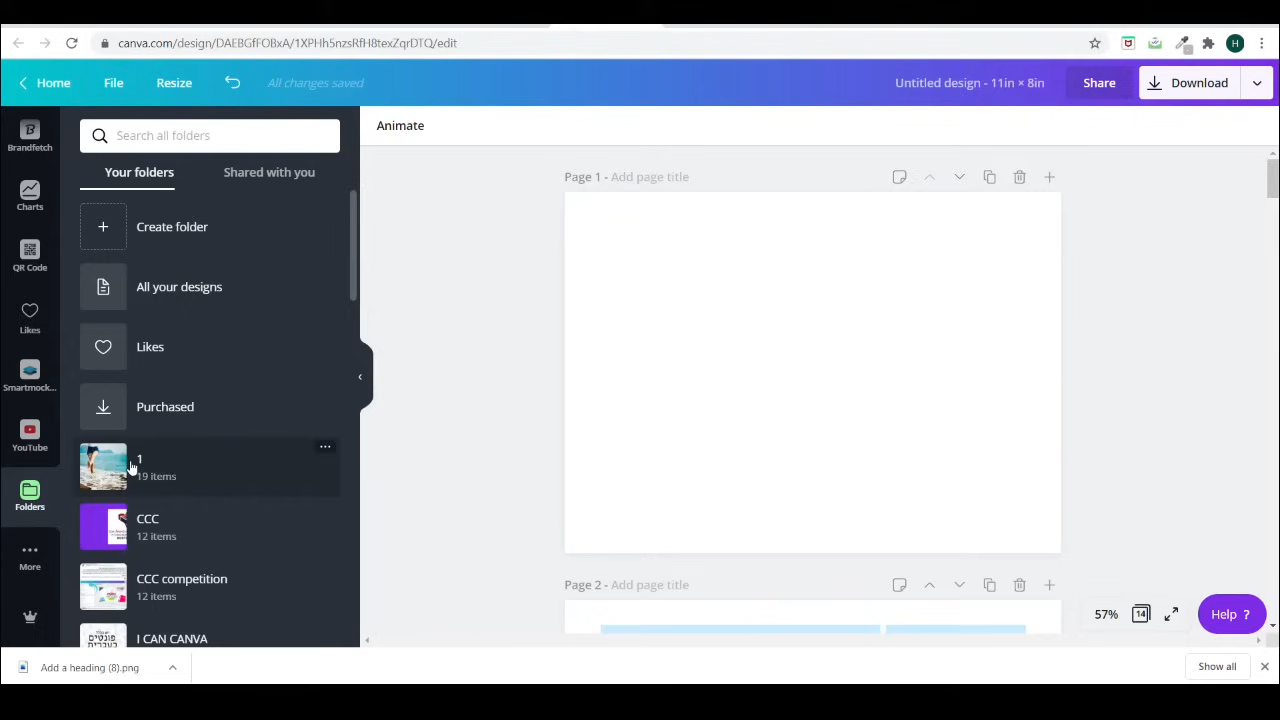 canva.com/design/DAEBGfFOBxA/1XPHh5nzsRfH8texZqrDTQ/edit
H
Home
File
Resize
All changes saved
Untitled design - 11in × 8in
Share
Download
Brandfetch
Charts
QR Code
Likes
Smartmock...
YouTube
Folders
More
Search all folders
Your folders
Shared with you
Create folder
All your designs
Likes
Purchased
1
19 items
CCC
12 items
CCC competition
12 items
I CAN CANVA
פונטים
בעברית
Animate
Page 1 - Add page title
Page 2 - Add page title
57%
14
Help ?
Add a heading (8).png
Show all